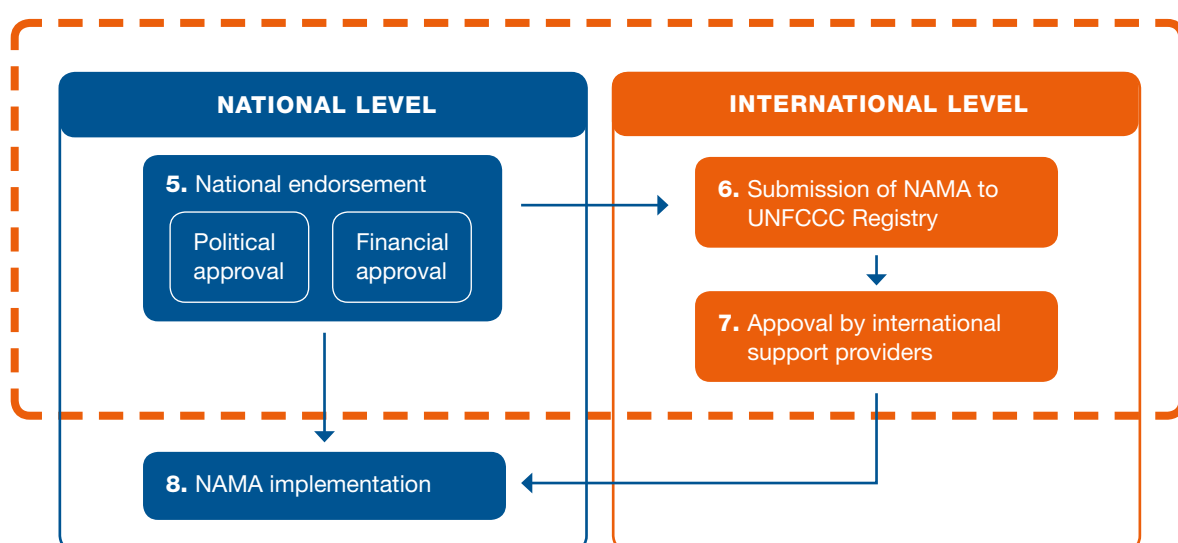 NATIONAL LEVEL
5. National endorsement
Political
approval
Financial
approval
8. NAMA implementation
INTERNATIONAL LEVEL
6. Submission of NAMA to
UNFCCC Registry
7. Appoval by international
support providers